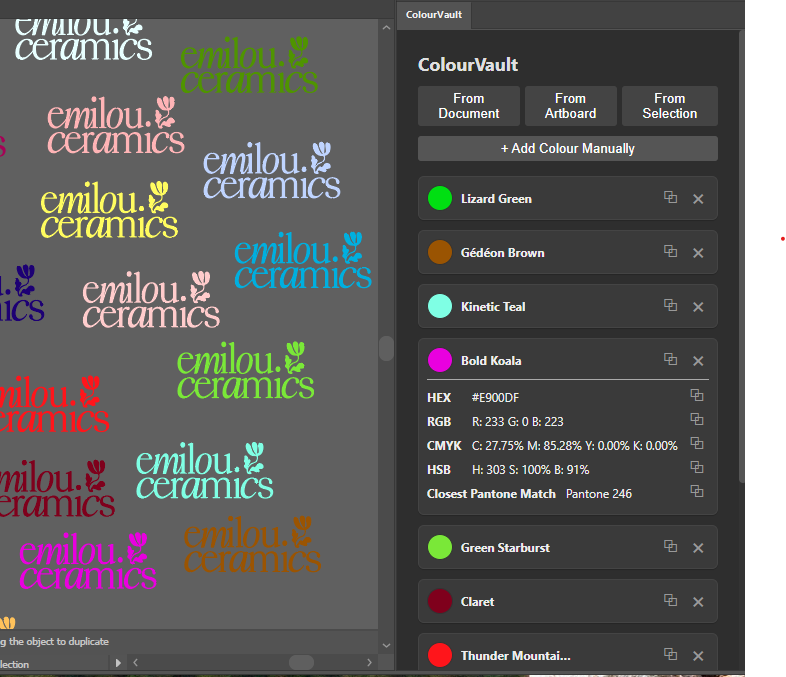 emilou.
ceramics
emilou.
ceramics
emilou.
ceramics
emilou.
ceramics
emilou.
ceramics
emilou.
ceramics
emilou.
ceramics
emilou.
ceramics
emilou.
ceramics
emilou.
ceramics
emilou.
ceramics
emilou.
ceramics
emilou.
ceramics
g the object to duplicate
lection
ColourVault
ColourVault
From
Document
From
Artboard
From
Selection
+ Add Colour Manually
Lizard Green
Gédéon Brown
Kinetic Teal
Bold Koala
HEX #E900DF
RGB R: 233 G: 0 B: 223
CMYK C: 27.75% M: 85.28% Y: 0.00% K: 0.00%
HSB H: 303 S: 100% B: 91%
Closest Pantone Match Pantone 246
Green Starburst
Claret
Thunder Mountai...